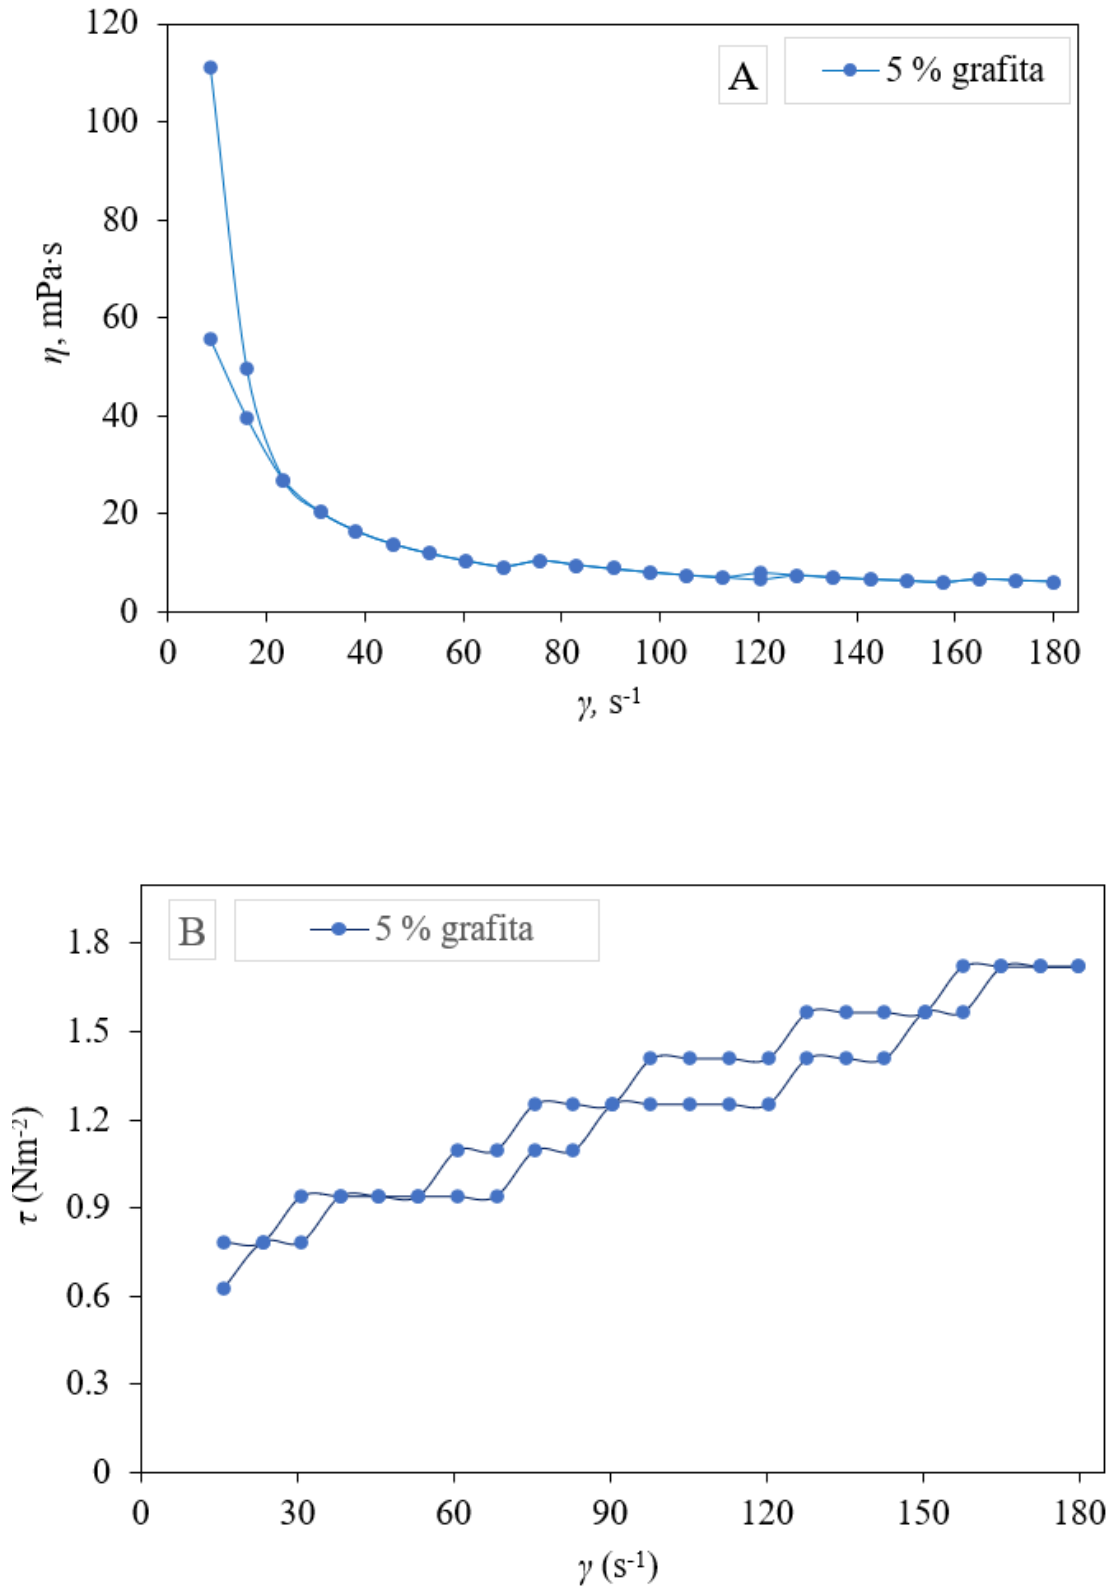 120
100
80
60
40
20
0
η, mPa·s
A
5 % grafita
0 20 40 60 80 100 120 140 160 180
γ, s-1
B
5 % grafita
1.8
1.5
1.2
0.9
0.6
0.3
0
τ (Nm-2)
0 30 60 90 120 150 180
γ (s-1)